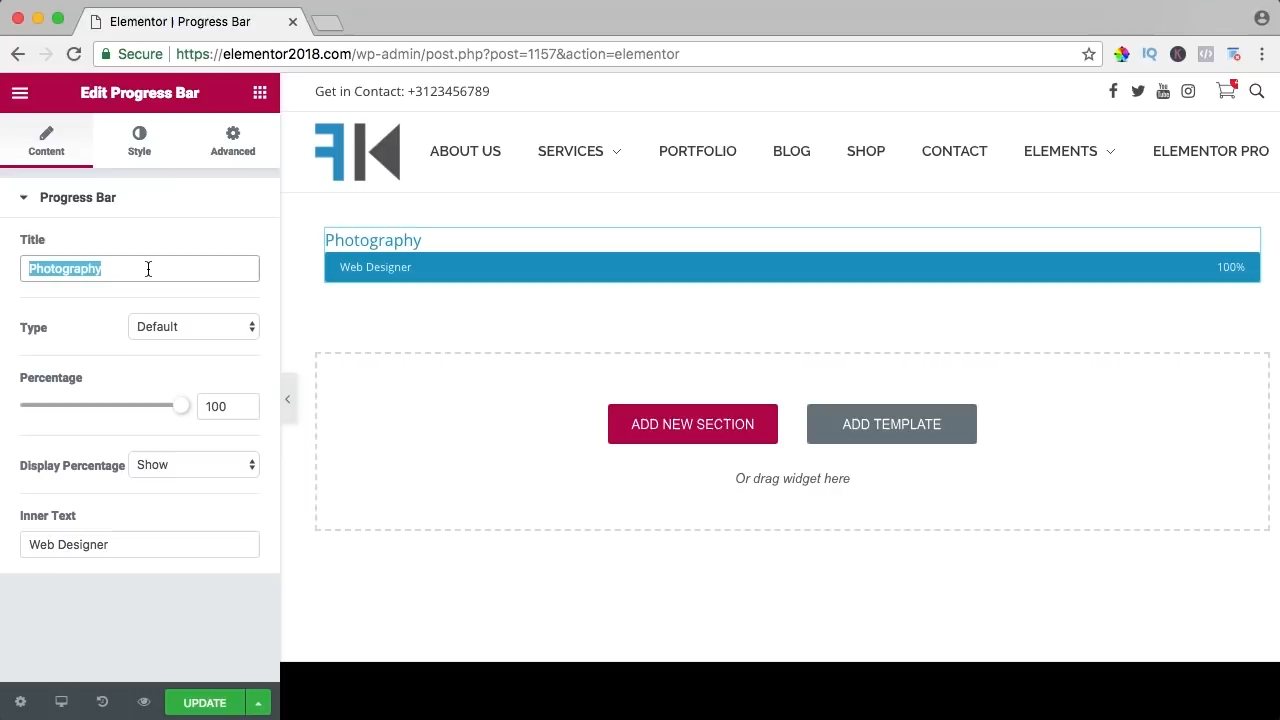 Elementor | Progress Bar
Secure https://elementor2018.com/wp-admin/post.php?post=1157&action=elementor
Edit Progress Bar
Get in Contact: +3123456789
Content Style Advanced
FK ABOUT US SERVICES PORTFOLIO BLOG SHOP CONTACT ELEMENTS ELEMENTOR PRO
Progress Bar
Title
Photography
Type Default
Percentage
100
Display Percentage Show
Inner Text
Web Designer
UPDATE
Photography
Web Designer 100%
ADD NEW SECTION ADD TEMPLATE
Or drag widget here